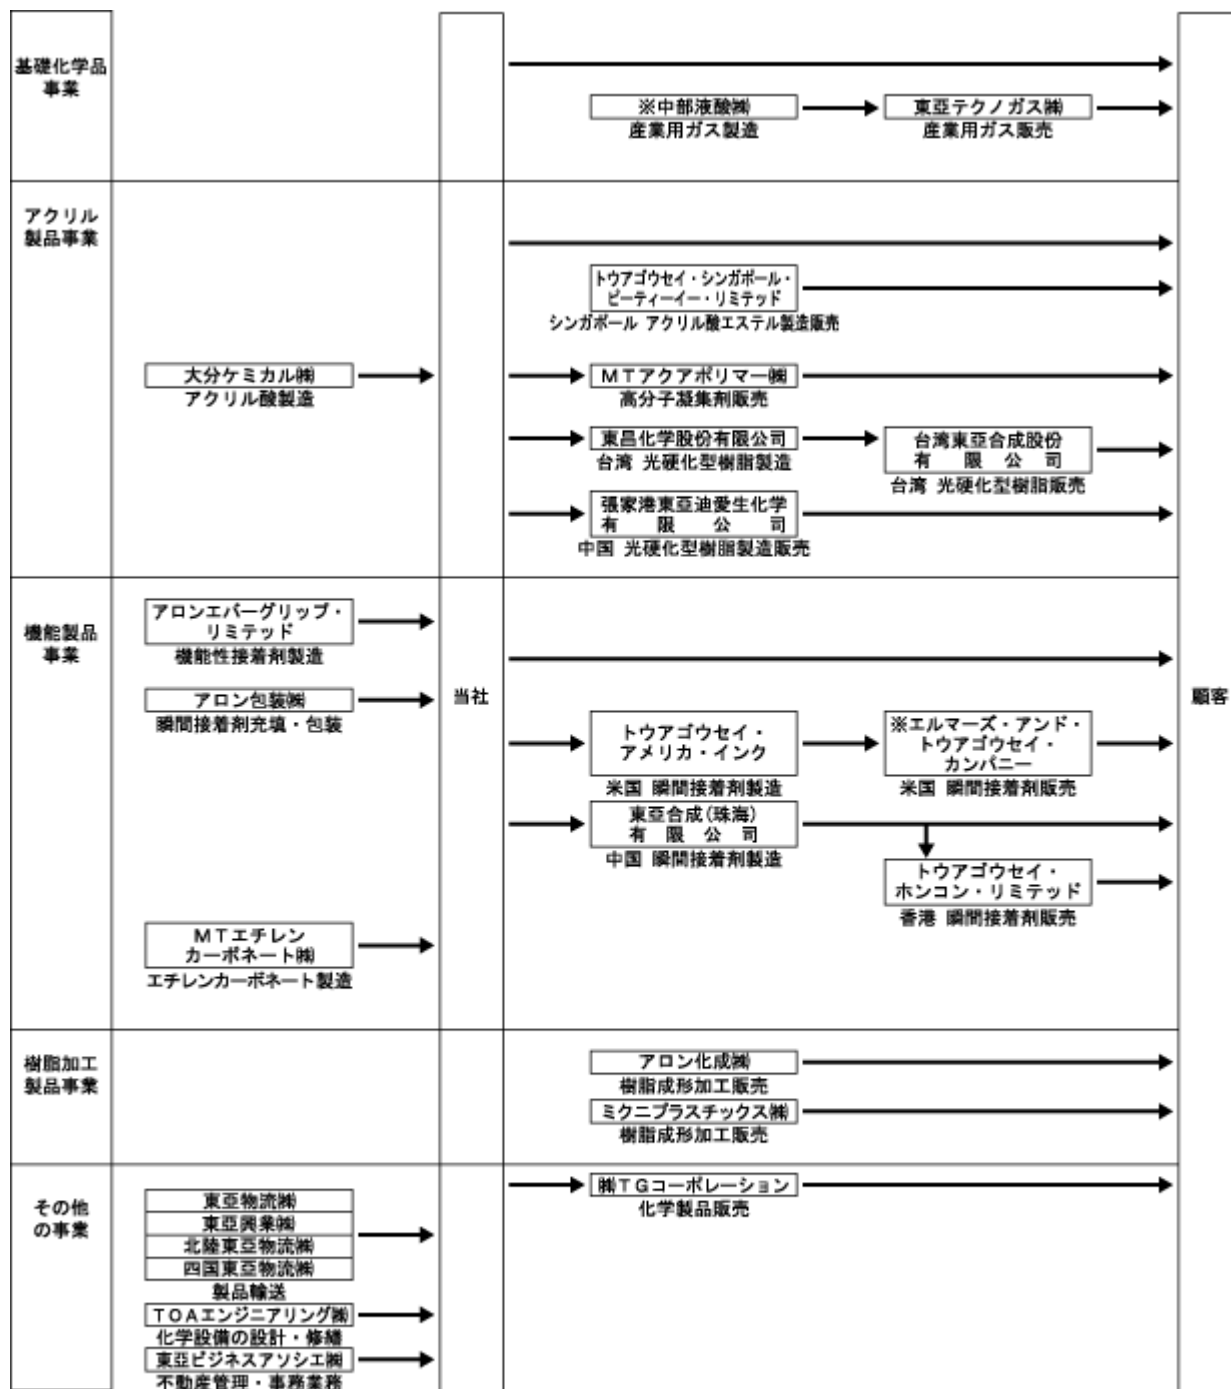 基礎化学品
事業
※中部液酸㈱
産業用ガス製造
東亞テクノガス㈱
産業用ガス販売
アクリル
製品事業
トウアゴウセイ・シンガポール・
ピーティーイー・リミテッド
シンガポール アクリル酸エステル製造販売
大分ケミカル㈱
アクリル酸製造
MTアクアポリマー㈱
高分子凝集剤販売
東昌化学股份有限公司
台湾 光硬化型樹脂製造
台湾東亞合成股份
有限公司
台湾 光硬化型樹脂販売
張家港東亞迪愛生化学
有限公司
中国 光硬化型樹脂製造販売
機能製品
事業
アロンエバーグリップ・
リミテッド
機能性接着剤製造
アロン包装㈱
瞬間接着剤充填・包装
当社
顧客
トウアゴウセイ・
アメリカ・インク
米国 瞬間接着剤製造
※エルマーズ・アンド・
トウアゴウセイ・
カンパニー
米国 瞬間接着剤販売
東亞合成(珠海)
有限公司
中国 瞬間接着剤製造
トウアゴウセイ・
ホンコン・リミテッド
香港 瞬間接着剤販売
MTエチレン
カーボネート㈱
エチレンカーボネート製造
樹脂加工
製品事業
アロン化成㈱
樹脂成形加工販売
ミクニプラスチックス㈱
樹脂成形加工販売
その他
の事業
㈱TGコーポレーション
化学製品販売
東亞物流㈱
東亞興業㈱
北陸東亞物流㈱
四国東亞物流㈱
製品輸送
TOAエンジニアリング㈱
化学設備の設計・修繕
東亞ビジネスアソシエ㈱
不動産管理・事務業務